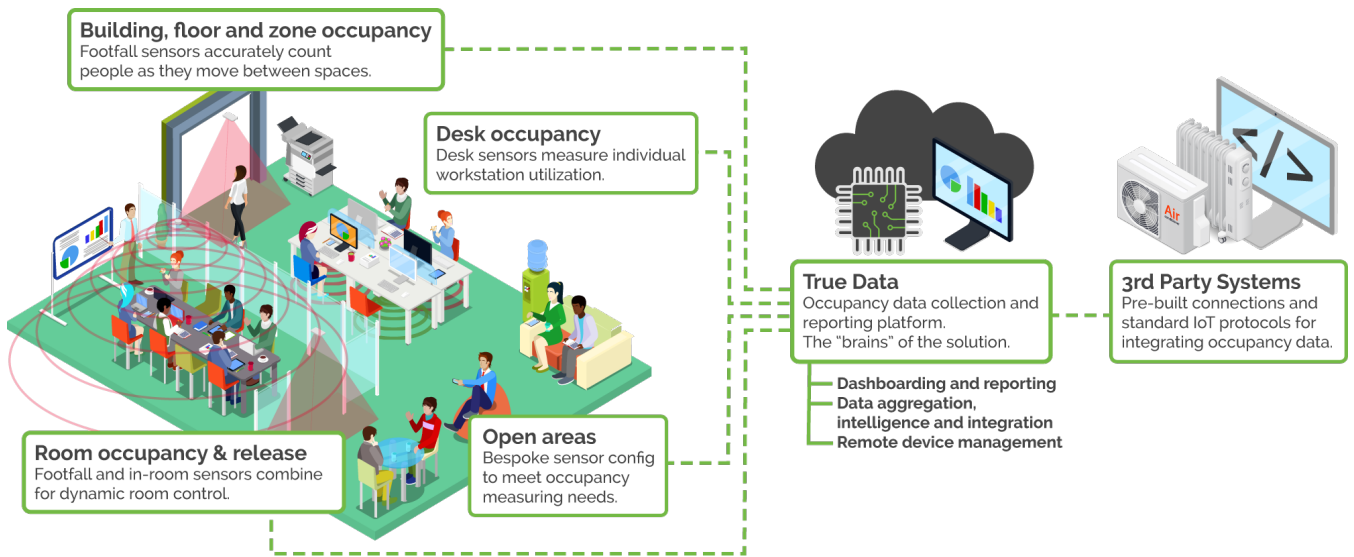 Building, floor and zone occupancy
Footfall sensors accurately count
people as they move between spaces.
Desk occupancy
Desk sensors measure individual
workstation utilization.
Room occupancy & release
Footfall and in-room sensors combine
for dynamic room control.
Open areas
Bespoke sensor config
to meet occupancy
measuring needs.
True Data
Occupancy data collection and
reporting platform.
The “brains” of the solution.
Dashboarding and reporting
Data aggregation,
intelligence and integration
Remote device management
</>
Air
3rd Party Systems
Pre-built connections and
standard IoT protocols for
integrating occupancy data.